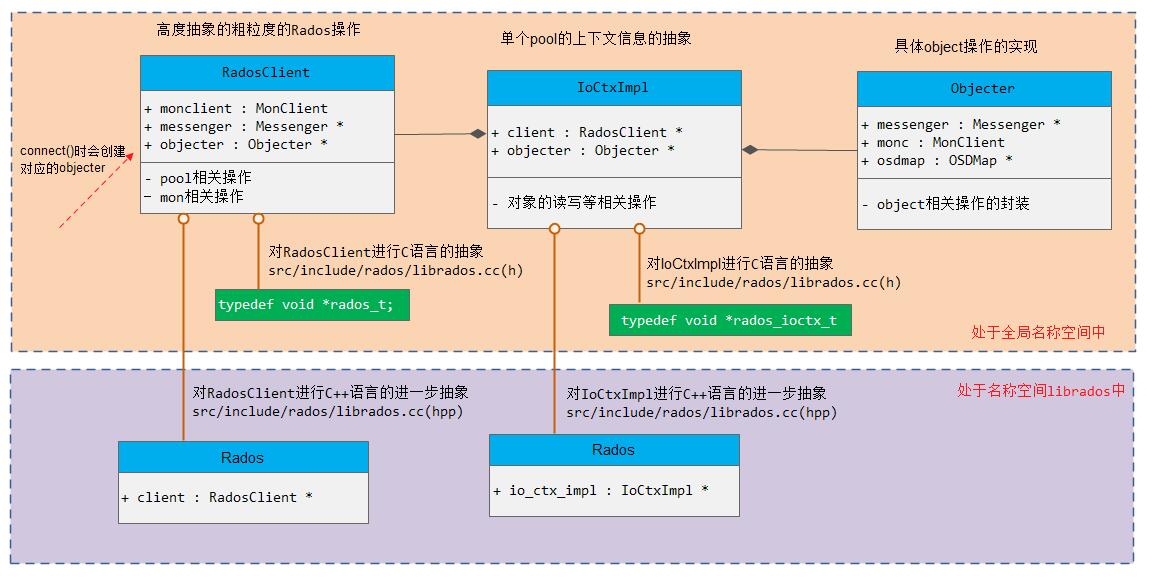 高度抽象的粗粒度的Rados操作
单个pool的上下文信息的抽象
具体object操作的实现
RadosClient
+ monclient : MonClient
+ messenger : Messenger *
+ objecter : Objecter *
- pool相关操作
- mon相关操作
connect()时会创建
对应的objecter
IoCtxImpl
+ client : RadosClient *
+ objecter : Objecter *
- 对象的读写等相关操作
Objecter
+ messenger : Messenger *
+ monc : MonClient
+ osdmap : OSDMap *
- object相关操作的封装
对RadosClient进行C语言的抽象
src/include/rados/librados.cc(h)
typedef void *rados_t;
对IoCtxImpl进行C语言的抽象
src/include/rados/librados.cc(h)
typedef void *rados_ioctx_t
处于全局名称空间中
处于名称空间librados中
对RadosClient进行C++语言的进一步抽象
src/include/rados/librados.cc(hpp)
对IoCtxImpl进行C++语言的进一步抽象
src/include/rados/librados.cc(hpp)
Rados
+ client : RadosClient *
Rados
+ io_ctx_impl : IoCtxImpl *